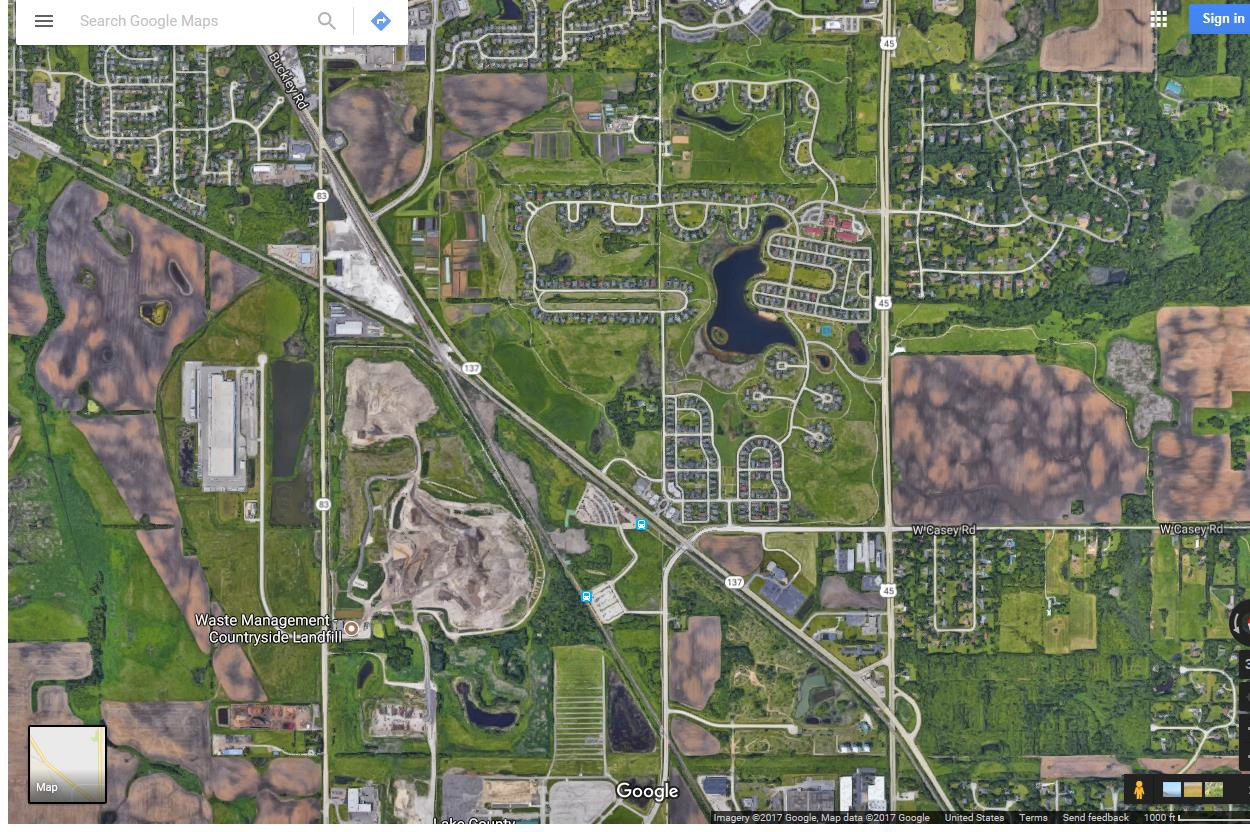 Search Google Maps
Sign in
45
Buckley Rd
83
45
137
83
W Casey Rd
W Casey Rd
137
45
Waste Management -
Countryside Landfill
Map
Google
Lake County
Imagery ©2017 Google, Map data ©2017 Google United States Terms Send feedback 1000 ft